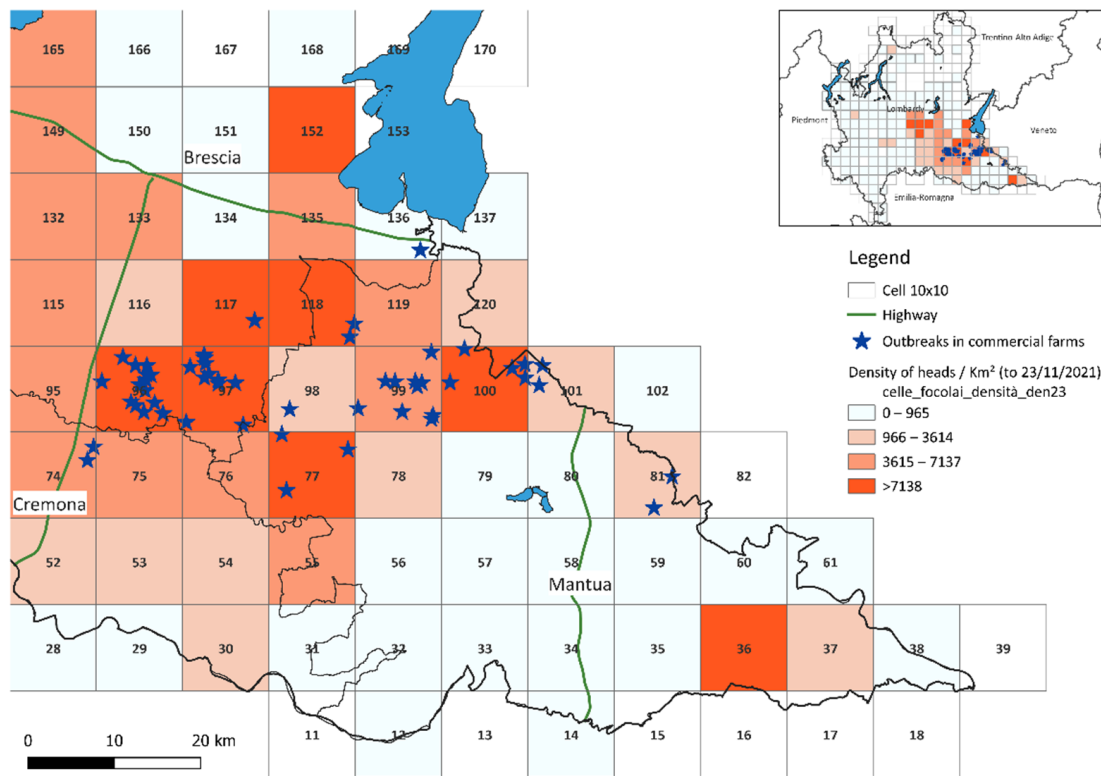 165 166 167 168 169 170
149 150 151 152 153
Brescia
132 133 134 135 136 137
115 116 117 118 119 120
95 96 97 98 99 100 101 102
74 75 76 77 78 79 80 81 82
Cremona
52 53 54 55 56 57 58 59 60 61
Mantua
28 29 30 31 32 33 34 35 36 37 38 39
11 12 13 14 15 16 17 18
0 10 20 km
Trentino-Alto Adige
Lombardy
Piedmont
Veneto
Emilia-Romagna
Legend
Cell 10x10
Highway
Outbreaks in commercial farms
Density of heads / Km² (to 23/11/2021)
celle_focolai_densità_den23
0 – 965
966 – 3614
3615 – 7137
>7138